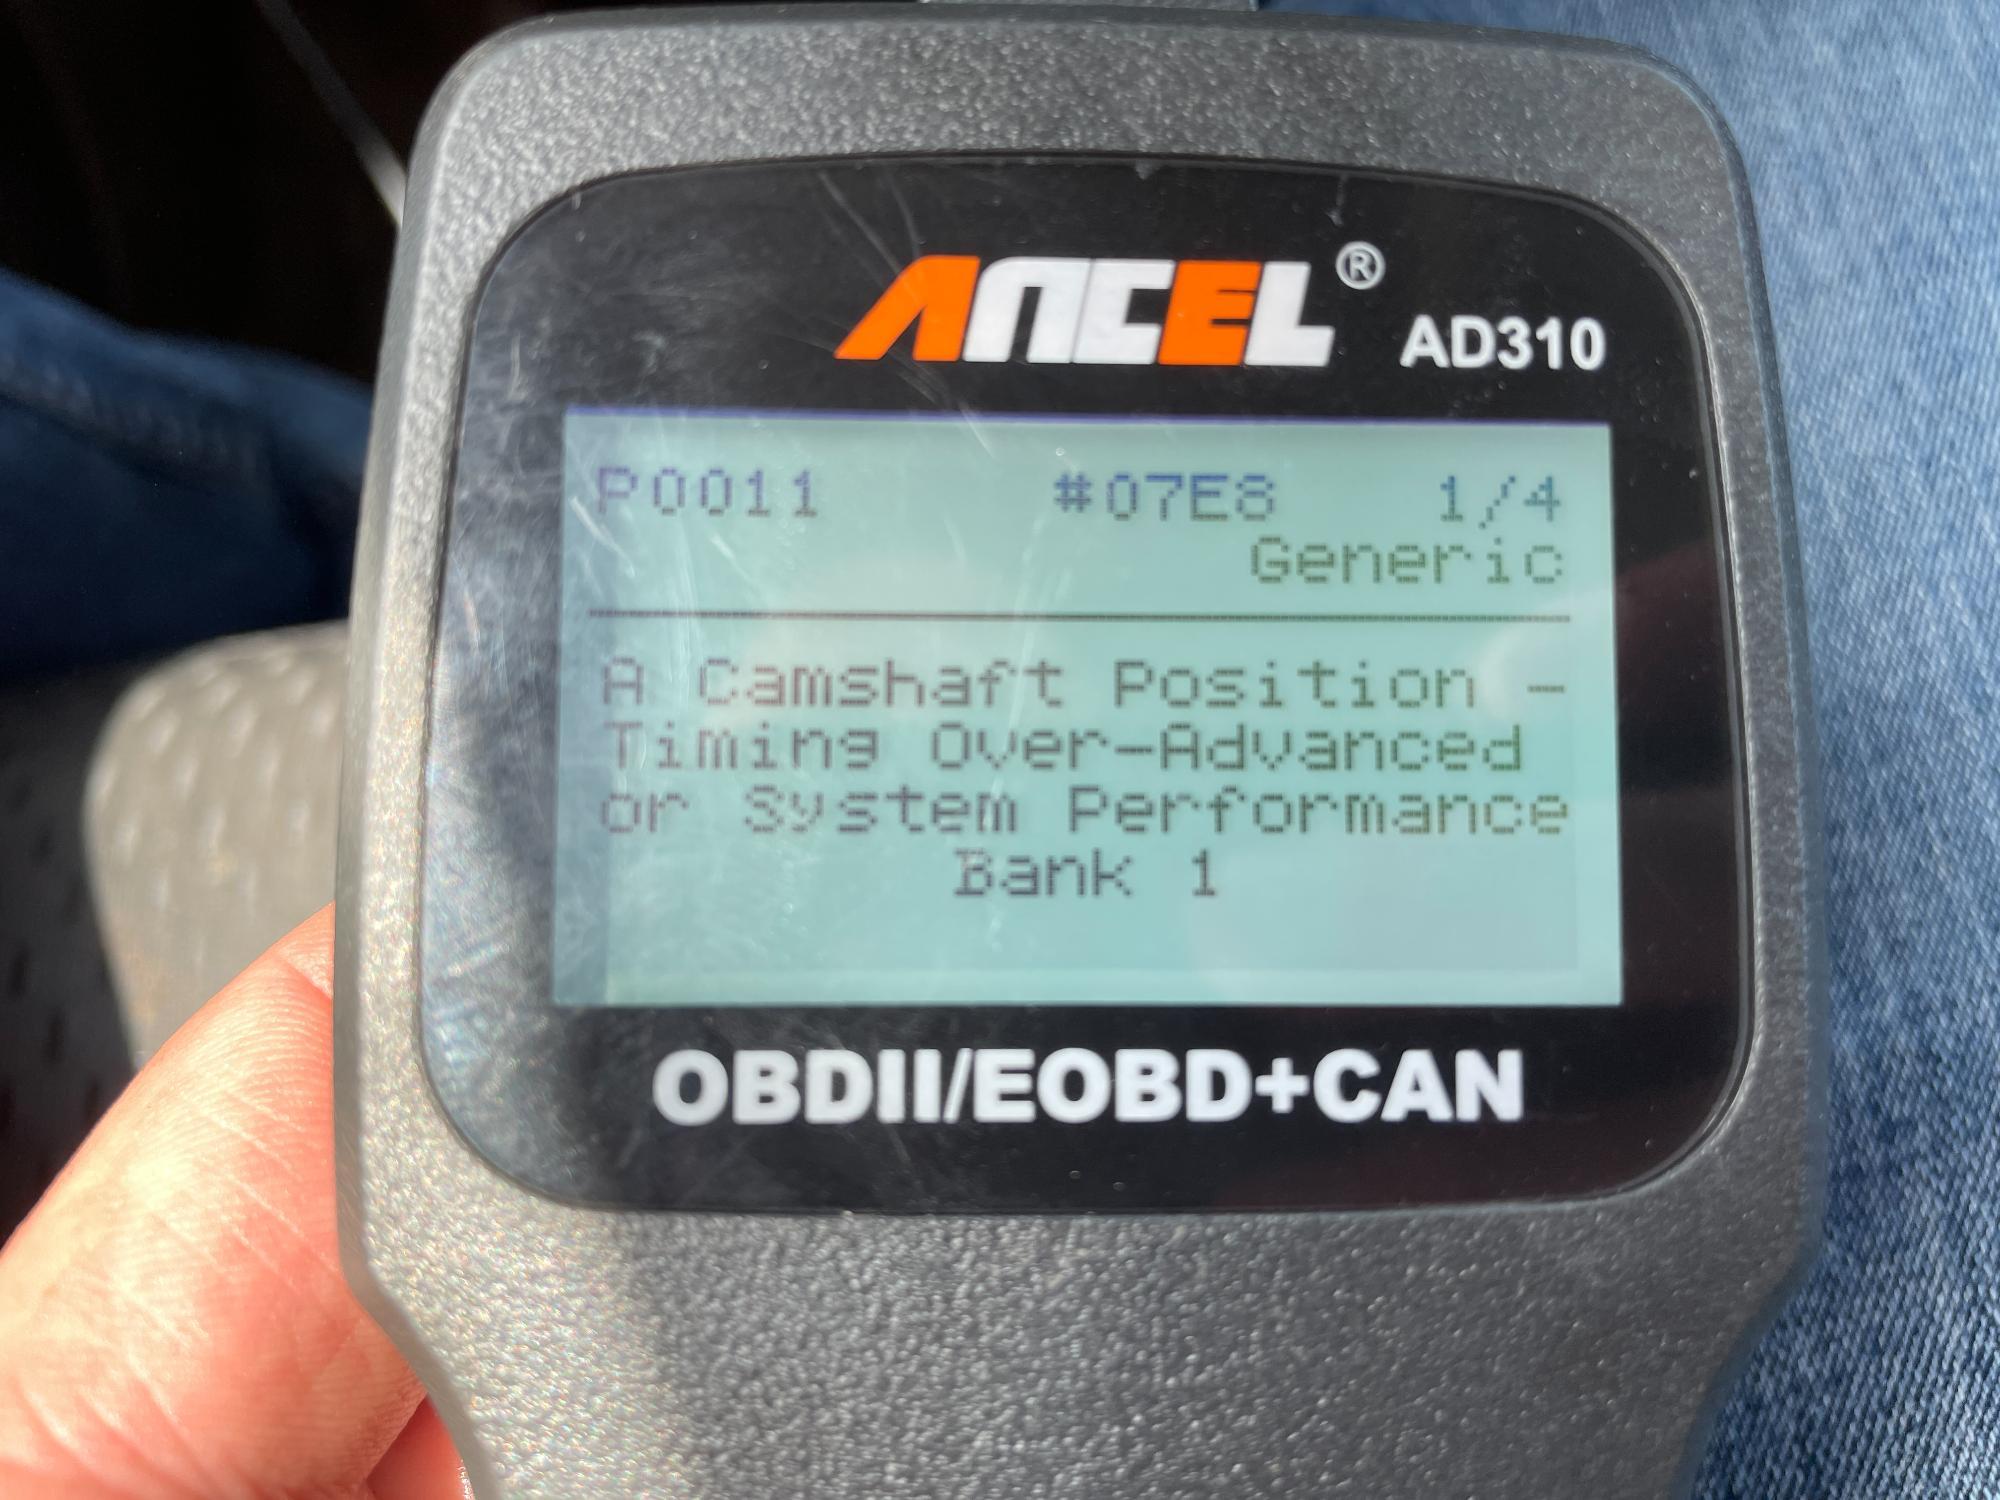 ANCEL® AD310
P0011 #07E8 1/4
Generic
A Camshaft Position -
Timing Over-Advanced
or System Performance
Bank 1
OBDII/EOBD+CAN